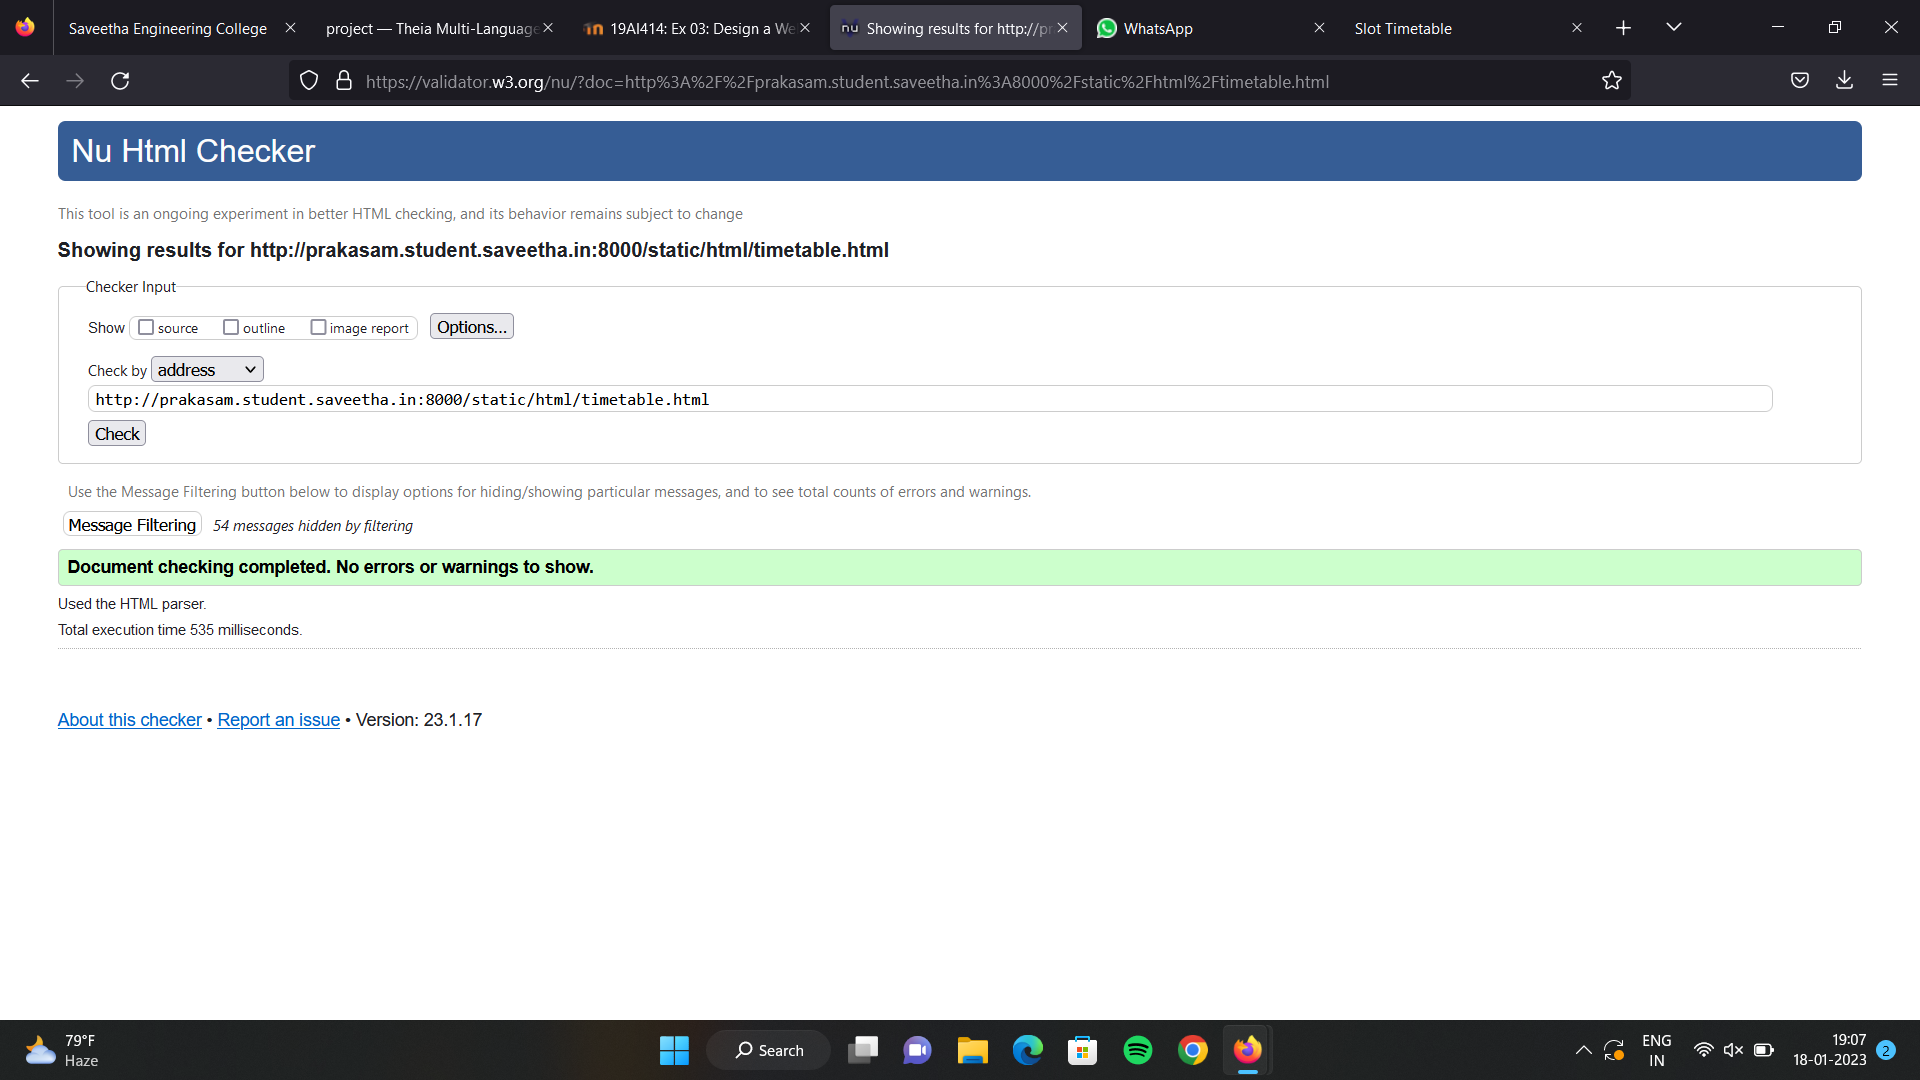 Saveetha Engineering College
project — Theia Multi-Language
19AI414: Ex 03: Design a We
nu Showing results for http://pr
WhatsApp
Slot Timetable
https://validator.w3.org/nu/?doc=http%3A%2F%2Fprakasam.student.saveetha.in%3A8000%2Fstatic%2Fhtml%2Ftimetable.html
Nu Html Checker
This tool is an ongoing experiment in better HTML checking, and its behavior remains subject to change
Showing results for http://prakasam.student.saveetha.in:8000/static/html/timetable.html
Checker Input
Show source outline image report Options...
Check by address
http://prakasam.student.saveetha.in:8000/static/html/timetable.html
Check
Use the Message Filtering button below to display options for hiding/showing particular messages, and to see total counts of errors and warnings.
Message Filtering 54 messages hidden by filtering
Document checking completed. No errors or warnings to show.
Used the HTML parser.
Total execution time 535 milliseconds.
About this checker • Report an issue • Version: 23.1.17
79°F
Haze
Search
ENG
IN
19:07
18-01-2023
2